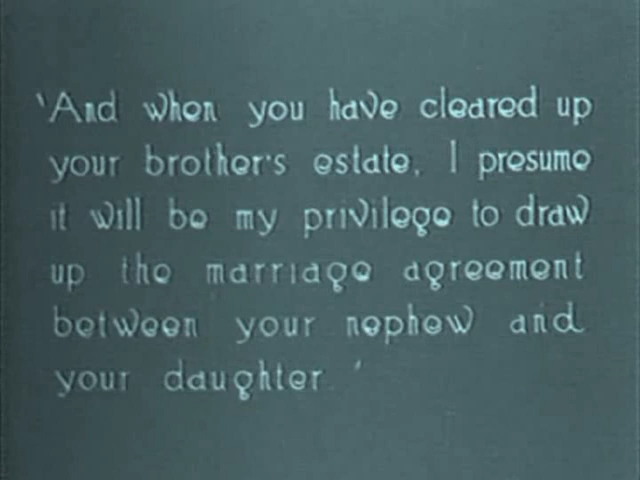 'And when you have cleared up
your brother's estate, I presume
it will be my privilege to draw
up the marriage agreement
between your nephew and
your daughter.'